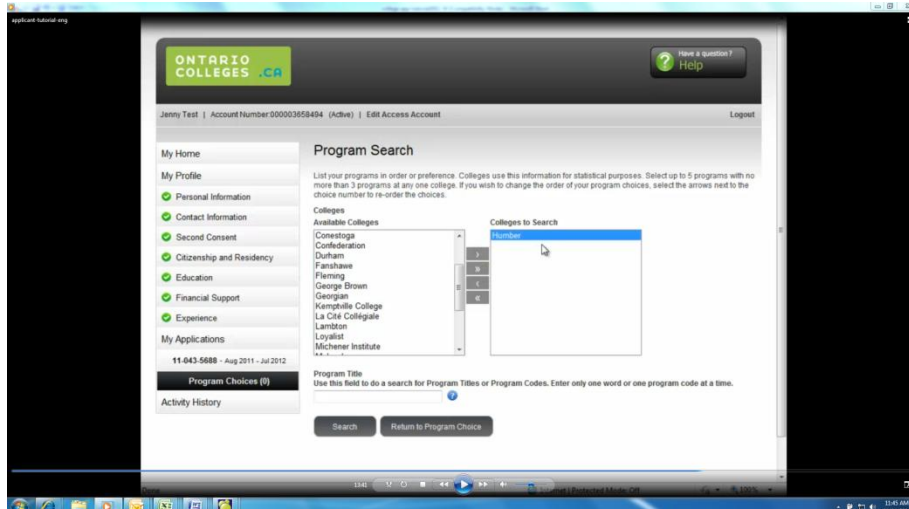 applicant-tutorial-eng
ONTARIO
COLLEGES .CA
Have a question?
Help
Jenny Test | Account Number:000003658494 (Active) | Edit Access Account
Logout
My Home
My Profile
Personal Information
Contact Information
Second Consent
Citizenship and Residency
Education
Financial Support
Experience
My Applications
11-043-5688 - Aug 2011 - Jul 2012
Program Choices (0)
Activity History
Program Search
List your programs in order or preference. Colleges use this information for statistical purposes. Select up to 5 programs with no
more than 3 programs at any one college. If you wish to change the order of your program choices, select the arrows next to the
choice number to re-order the choices.
Colleges
Available Colleges
Conestoga
Confederation
Durham
Fanshawe
Fleming
George Brown
Georgian
Kemptville College
La Cité Collégiale
Lambton
Loyalist
Michener Institute
Colleges to Search
Humber
Program Title
Use this field to do a search for Program Titles or Program Codes. Enter only one word or one program code at a time.
Search
Return to Program Choice
13:41
Internet | Protected Mode: Off
100%
11:45 AM